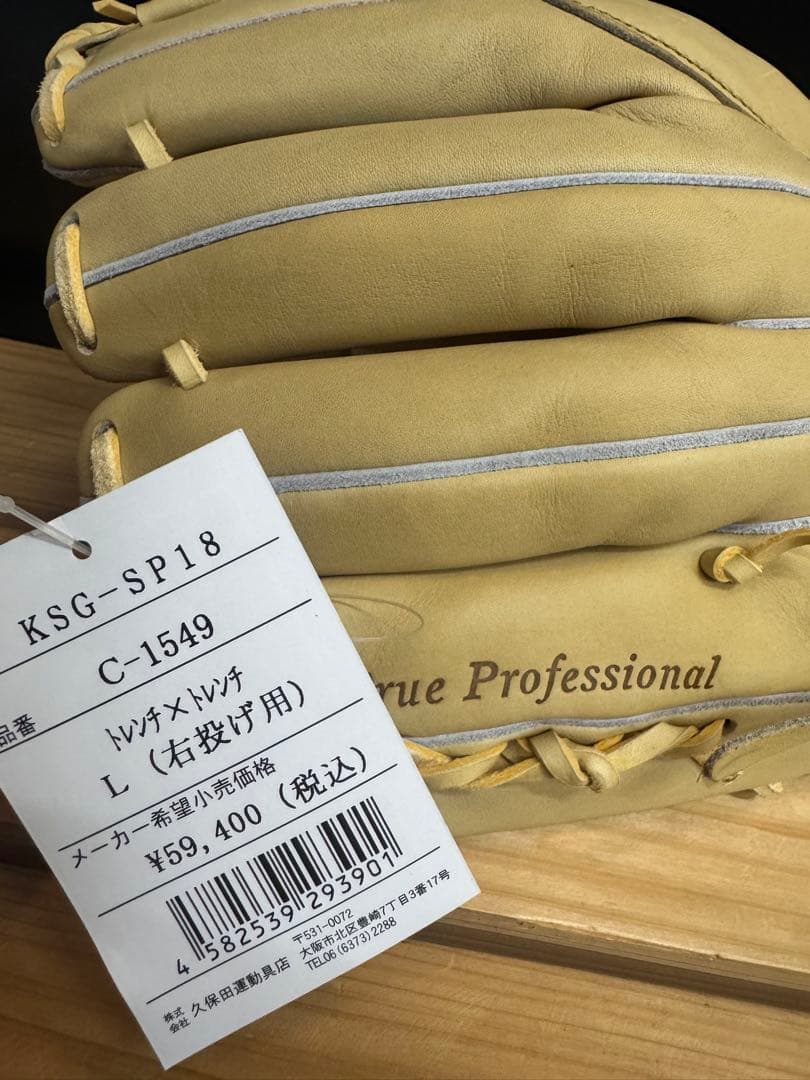 KSG-SP18
C-1549
品番
トレンチ×トレンチ
L（右投げ用）
メーカー希望小売価格
¥59,400（税込）
4 582539 293901
〒531-0072
大阪市北区豊崎7丁目3番17号
TEL06(6373)2288
株式会社 久保田運動具店
rue Professional